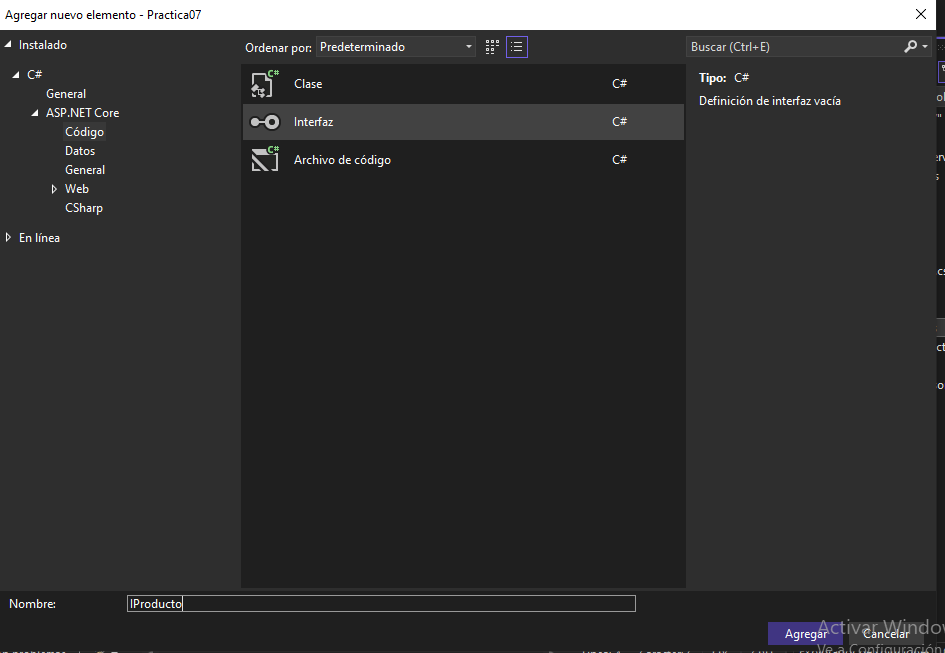 Agregar nuevo elemento - Practica07
Instalado
C#
General
ASP.NET Core
Código
Datos
General
Web
CSharp
En línea
Ordenar por: Predeterminado
Clase C#
Interfaz C#
Archivo de código C#
Buscar (Ctrl+E)
Tipo: C#
Definición de interfaz vacía
Nombre: IProducto
Agregar Cancelar
Activar Window
Ve a Configuración